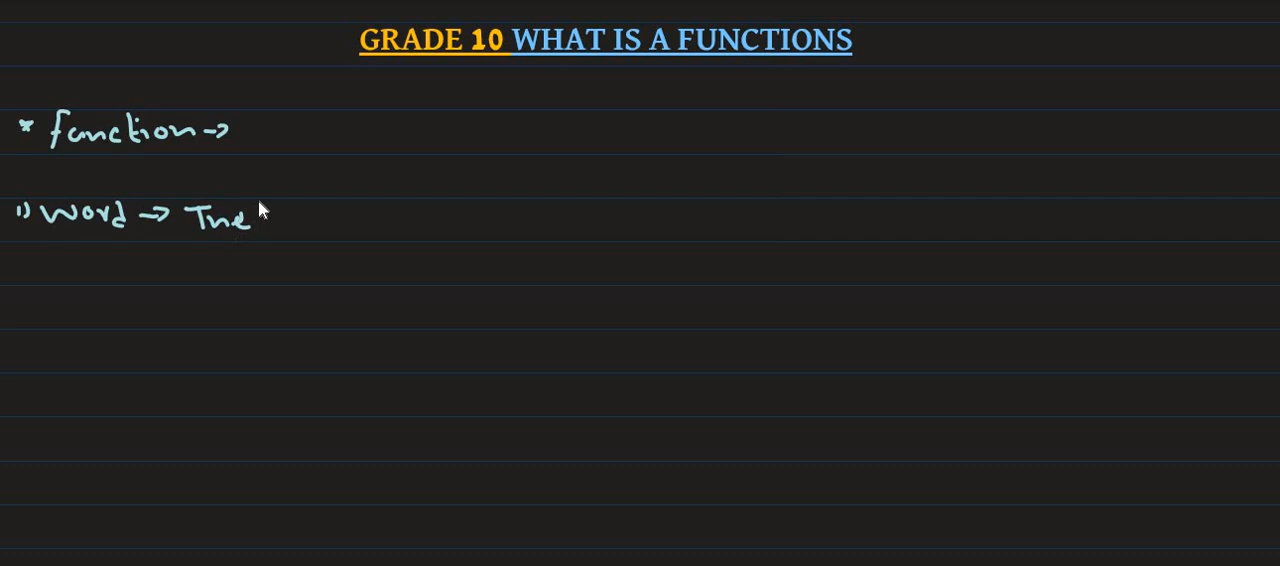 GRADE 10 WHAT IS A FUNCTIONS
* function →
1) Word → The